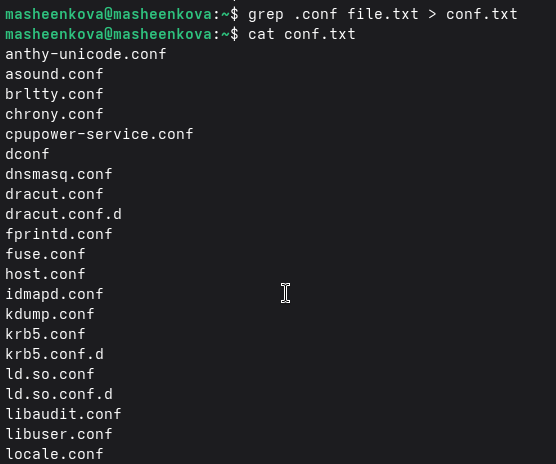 masheenkova@masheenkova:~$ grep .conf file.txt > conf.txt
masheenkova@masheenkova:~$ cat conf.txt
anthy-unicode.conf
asound.conf
brltty.conf
chrony.conf
cpupower-service.conf
dconf
dnsmasq.conf
dracut.conf
dracut.conf.d
fprintd.conf
fuse.conf
host.conf
idmapd.conf
kdump.conf
krb5.conf
krb5.conf.d
ld.so.conf
ld.so.conf.d
libaudit.conf
libuser.conf
locale.conf